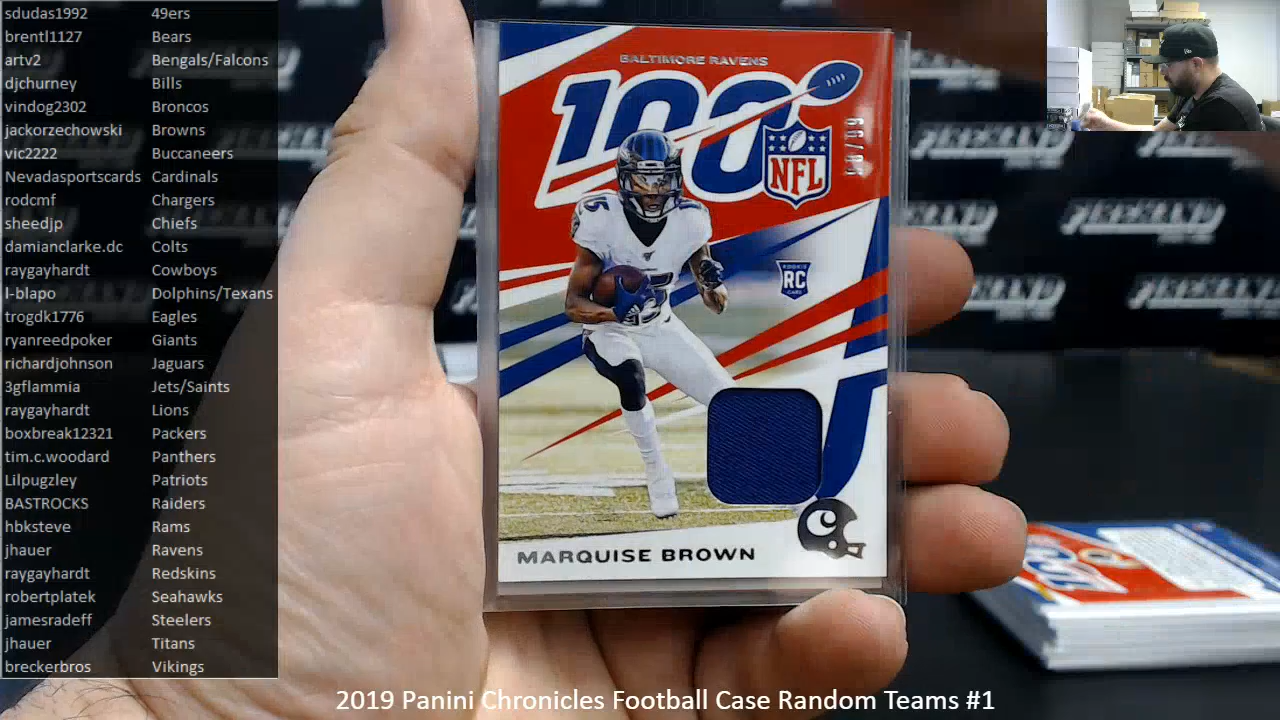 sdudas1992 49ers
brentl1127 Bears
artv2 Bengals/Falcons
djchurney Bills
vindog2302 Broncos
jackorzechowski Browns
vic2222 Buccaneers
Nevadasportscards Cardinals
rodcmf Chargers
sheedjp Chiefs
damianclarke.dc Colts
raygayhardt Cowboys
l-blapo Dolphins/Texans
trogdk1776 Eagles
ryanreedpoker Giants
richardjohnson Jaguars
3gflammia Jets/Saints
raygayhardt Lions
boxbreak12321 Packers
tim.c.woodard Panthers
Lilpugzley Patriots
BASTROCKS Raiders
hbksteve Rams
jhauer Ravens
raygayhardt Redskins
robertplatek Seahawks
jamesradeff Steelers
jhauer Titans
breckerbros Vikings
BALTIMORE RAVENS
100
NFL
15
ROOKIE
RC
CARD
MARQUISE BROWN
2019 Panini Chronicles Football Case Random Teams #1